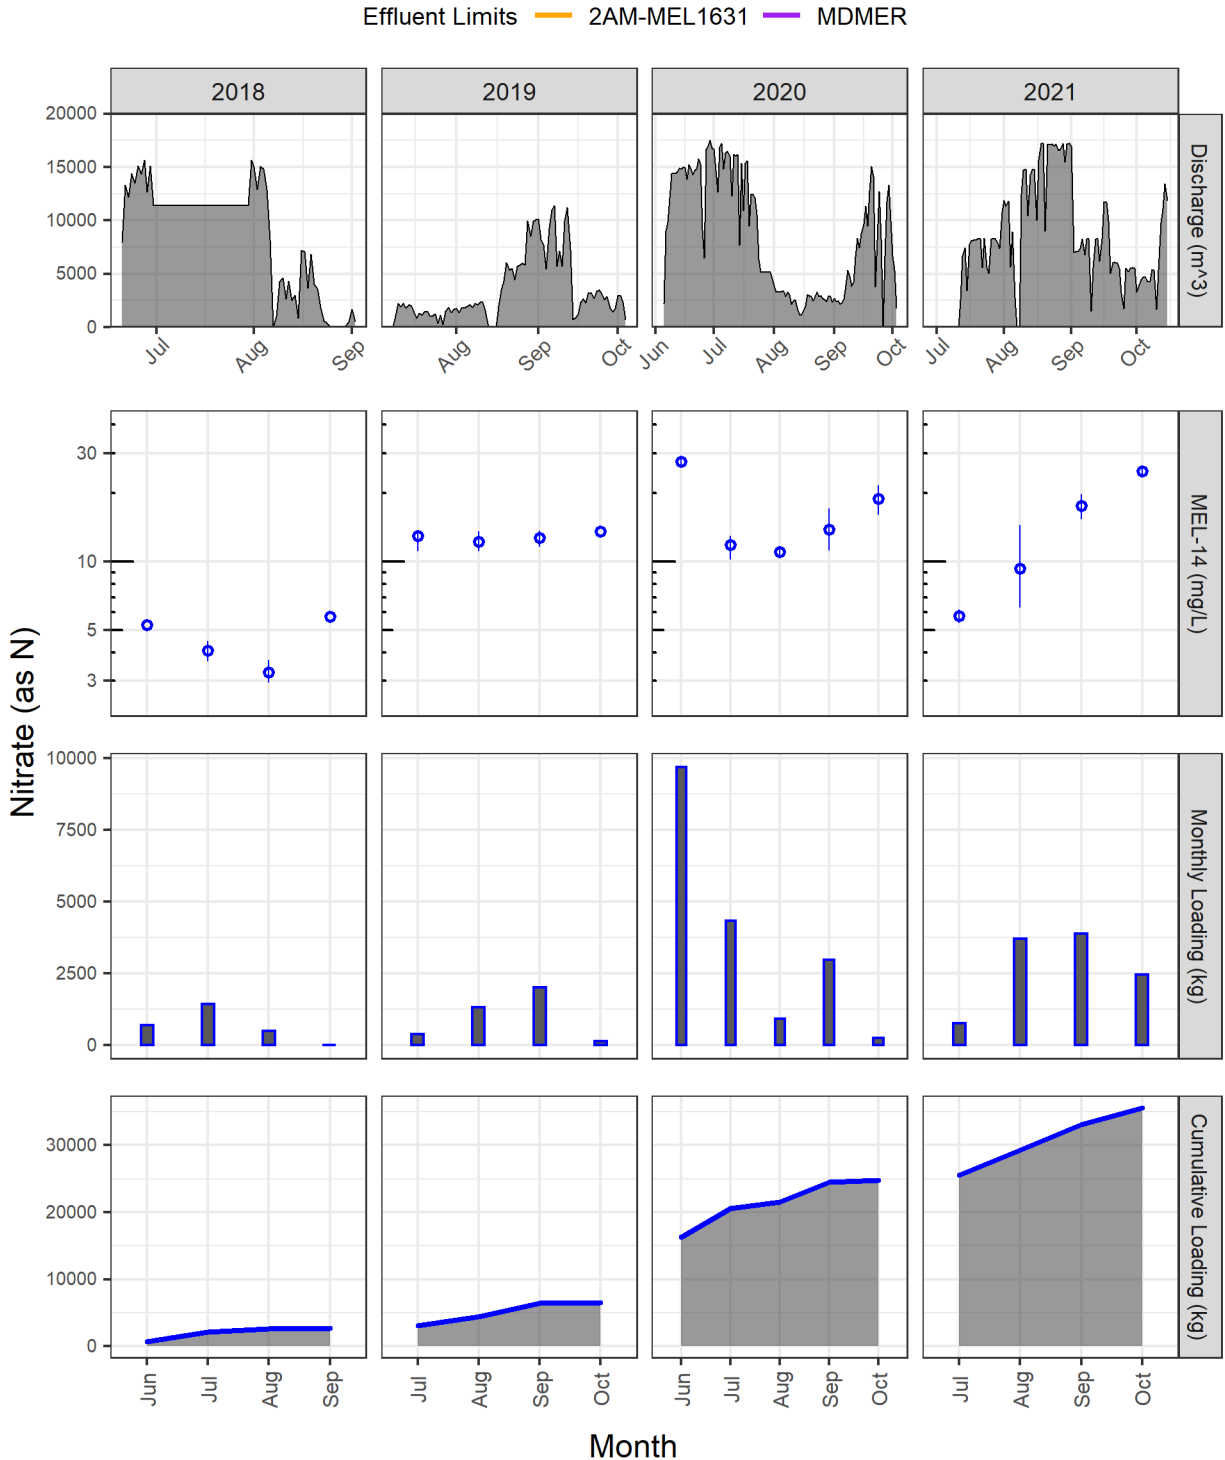 Effluent Limits 2AM-MEL1631 MDMER
2018 2019 2020 2021
20000
15000
10000
5000
0
Discharge (m^3)
Jul Aug Sep Aug Sep Oct Jun Jul Aug Sep Oct Jul Aug Sep Oct
30
10
5
3
MEL-14 (mg/L)
Nitrate (as N)
10000
7500
5000
2500
0
Monthly Loading (kg)
30000
20000
10000
0
Cumulative Loading (kg)
Jun Jul Aug Sep Jul Aug Sep Oct Jun Jul Aug Sep Oct Jul Aug Sep Oct
Month